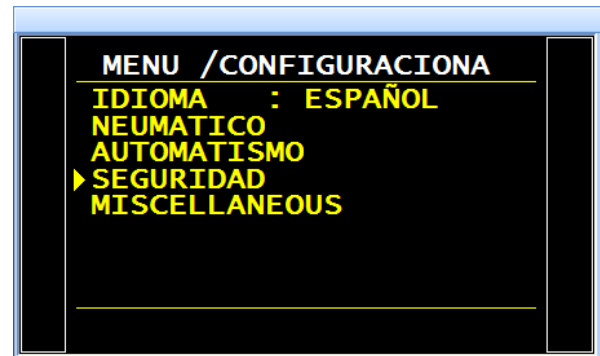 MENU /CONFIGURACIONA
IDIOMA : ESPAÑOL
NEUMATICO
AUTOMATISMO
SEGURIDAD
MISCELLANEOUS